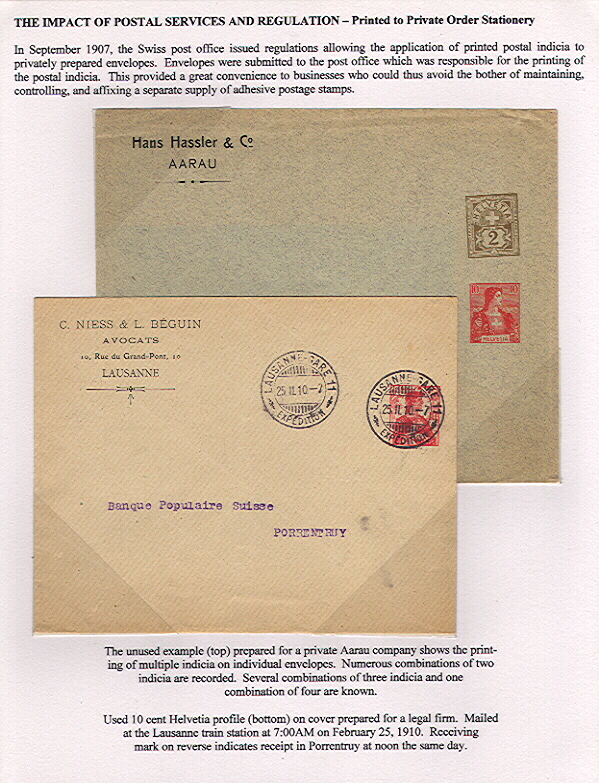 THE IMPACT OF POSTAL SERVICES AND REGULATION – Printed to Private Order Stationery
In September 1907, the Swiss post office issued regulations allowing the application of printed postal indicia to
privately prepared envelopes. Envelopes were submitted to the post office which was responsible for the printing of
the postal indicia. This provided a great convenience to businesses who could thus avoid the bother of maintaining,
controlling, and affixing a separate supply of adhesive postage stamps.
Hans Hassler & Co
AARAU
HELVETIA
2
10 10
HELVETIA
C. NIESS & L. BÉGUIN
AVOCATS
10, Rue du Grand-Pont, 10
LAUSANNE
LAUSANNE-GARE 11
25.II.10–7
EXPEDITION
LAUSANNE-GARE 11
25.II.10–7
EXPEDITION
Banque Populaire Suisse
PORRENTRUY
The unused example (top) prepared for a private Aarau company shows the print-
ing of multiple indicia on individual envelopes. Numerous combinations of two
indicia are recorded. Several combinations of three indicia and one
combination of four are known.
Used 10 cent Helvetia profile (bottom) on cover prepared for a legal firm. Mailed
at the Lausanne train station at 7:00AM on February 25, 1910. Receiving
mark on reverse indicates receipt in Porrentruy at noon the same day.